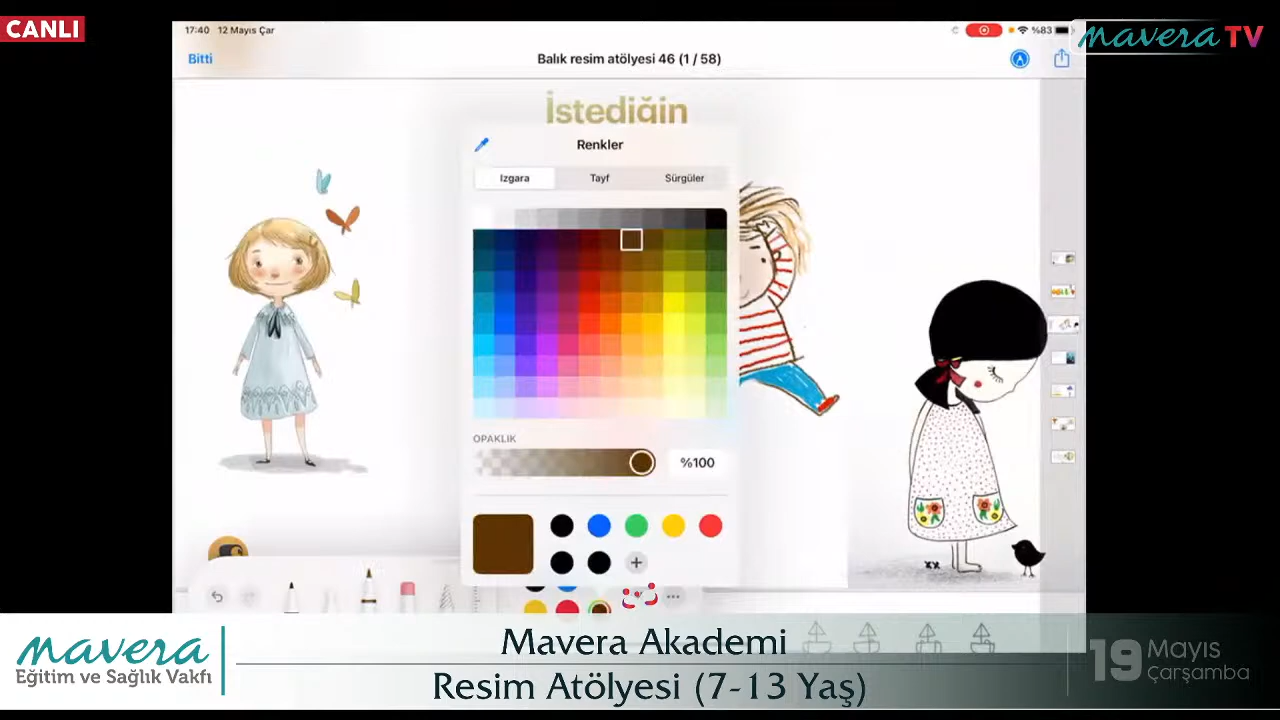 CANLI
17:40 12 Mayıs Çar
%83
mavera TV
Bitti
Balık resim atölyesi 46 (1 / 58)
İstediğin
Renkler
Izgara
Tayf
Sürgüler
OPAKLIK
%100
mavera
Eğitim ve Sağlık Vakfı
Mavera Akademi
Resim Atölyesi (7-13 Yaş)
19 Mayıs
Çarşamba